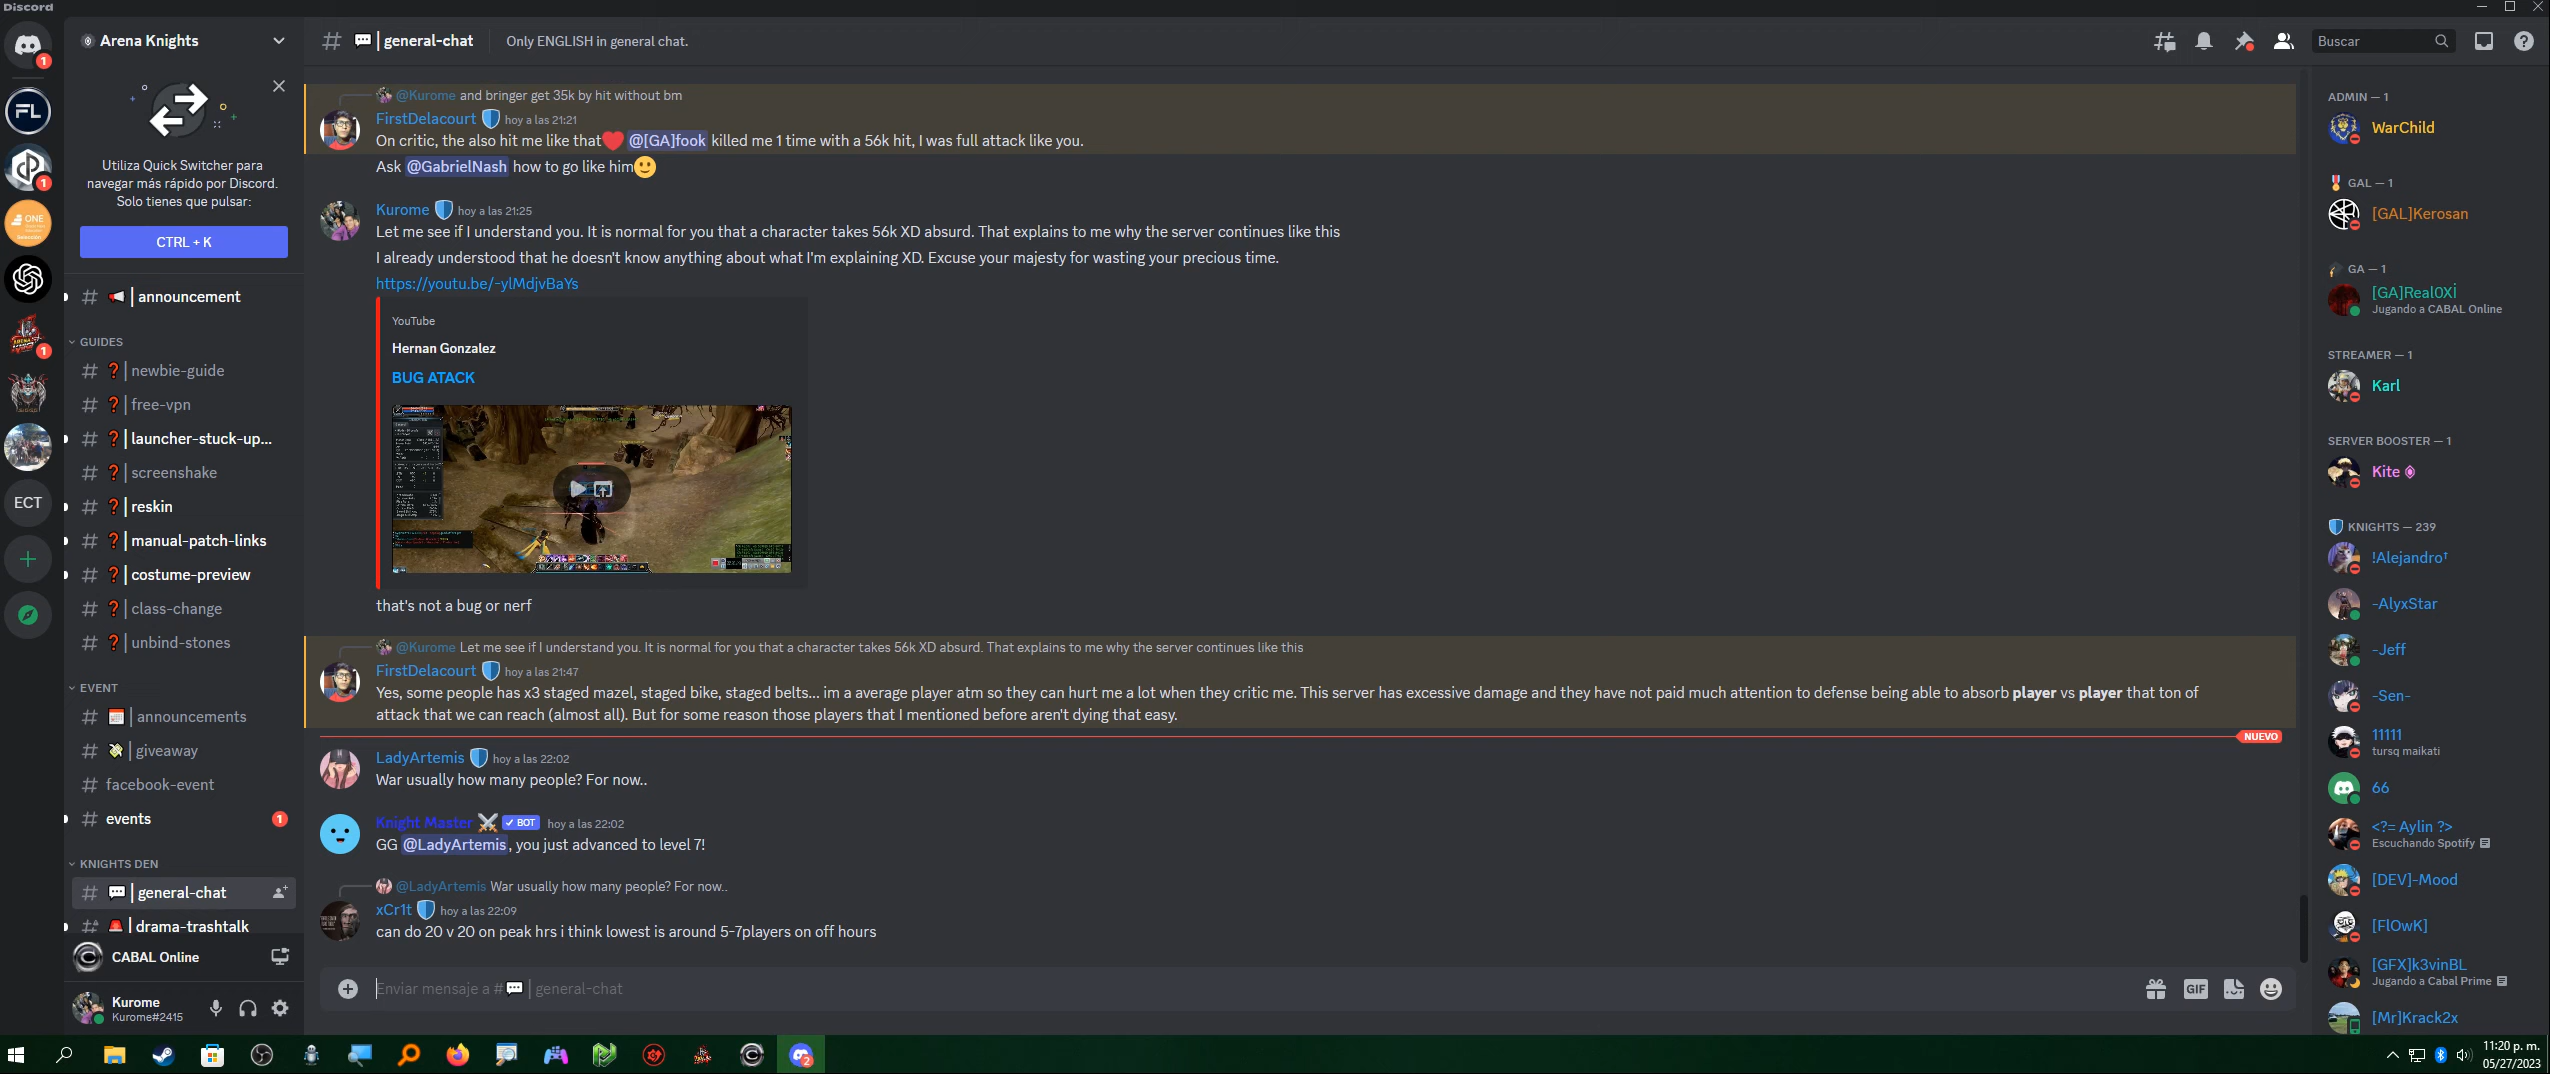 Discord
Arena Knights
Utiliza Quick Switcher para
navegar más rápido por Discord.
Solo tienes que pulsar:
CTRL + K
1
FL
1
ONE
1
ECT
# | announcement
GUIDES
# ❓ | newbie-guide
# ❓ | free-vpn
# ❓ | launcher-stuck-up...
# ❓ | screenshake
# ❓ | reskin
# ❓ | manual-patch-links
# ❓ | costume-preview
# ❓ | class-change
# ❓ | unbind-stones
EVENT
# | announcements
# | giveaway
# facebook-event
# events 1
KNIGHTS DEN
# 💬 | general-chat
# 🚨 | drama-trashtalk
CABAL Online
Kurome
Kurome#2415
# 💬 | general-chat
Only ENGLISH in general chat.
Buscar
@Kurome and bringer get 35k by hit without bm
FirstDelacourt hoy a las 21:21
On critic, the also hit me like that❤ @[GA]fook killed me 1 time with a 56k hit, I was full attack like you.
Ask @GabrielNash how to go like him🙂
Kurome hoy a las 21:25
Let me see if I understand you. It is normal for you that a character takes 56k XD absurd. That explains to me why the server continues like this
I already understood that he doesn't know anything about what I'm explaining XD. Excuse your majesty for wasting your precious time.
https://youtu.be/-ylMdjvBaYs
YouTube
Hernan Gonzalez
BUG ATACK
that's not a bug or nerf
@Kurome Let me see if I understand you. It is normal for you that a character takes 56k XD absurd. That explains to me why the server continues like this
FirstDelacourt hoy a las 21:47
Yes, some people has x3 staged mazel, staged bike, staged belts... im a average player atm so they can hurt me a lot when they critic me. This server has excessive damage and they have not paid much attention to defense being able to absorb player vs player that ton of
attack that we can reach (almost all). But for some reason those players that I mentioned before aren't dying that easy.
NUEVO
LadyArtemis hoy a las 22:02
War usually how many people? For now..
Knight Master ⚔ ✓ BOT hoy a las 22:02
GG @LadyArtemis, you just advanced to level 7!
@LadyArtemis War usually how many people? For now..
xCr1t hoy a las 22:09
can do 20 v 20 on peak hrs i think lowest is around 5-7players on off hours
Enviar mensaje a #💬 | general-chat
GIF
ADMIN — 1
WarChild
GAL — 1
[GAL]Kerosan
GA — 1
[GA]Real0Xİ
Jugando a CABAL Online
STREAMER — 1
Karl
SERVER BOOSTER — 1
Kite
KNIGHTS — 239
!Alejandro†
-AlyxStar
-Jeff
-Sen-
11111
tursq maikati
66
<?= Aylin ?>
Escuchando Spotify
[DEV]-Mood
[FlOwK]
[GFX]k3vinBL
Jugando a Cabal Prime
[Mr]Krack2x
2
11:20 p. m.
05/27/2023